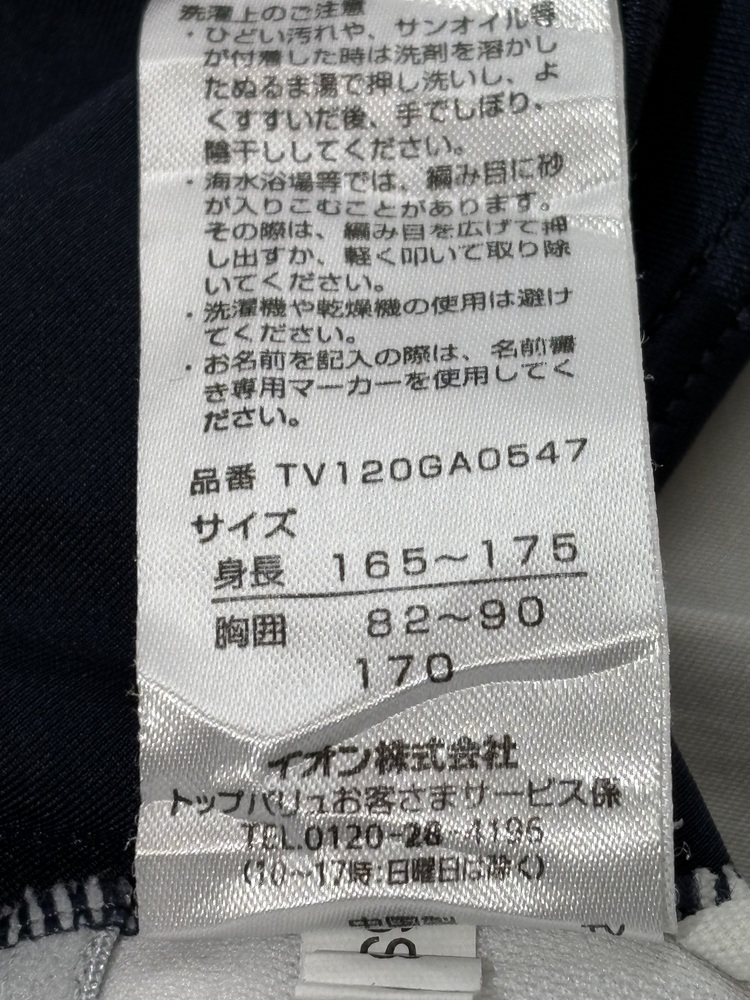 洗濯上のご注意
・ひどい汚れや、サンオイル等
が付着した時は洗剤を溶かし
たぬるま湯で押し洗いし、よ
くすすいだ後、手でしぼり、
陰干ししてください。
・海水浴場等では、編み目に砂
が入りこむことがあります。
その際は、編み目を広げて押
し出すか、軽く叩いて取り除
いてください。
・洗濯機や乾燥機の使用は避け
てください。
・お名前を記入の際は、名前書
き専用マーカーを使用してく
ださい。
品番 TV120GA0547
サイズ
身長 165~175
胸囲 82~90
170
イオン株式会社
トップバリュお客さまサービス係
TEL.0120-28-4196
(10~17時:日曜日は除く)
中国製 TV